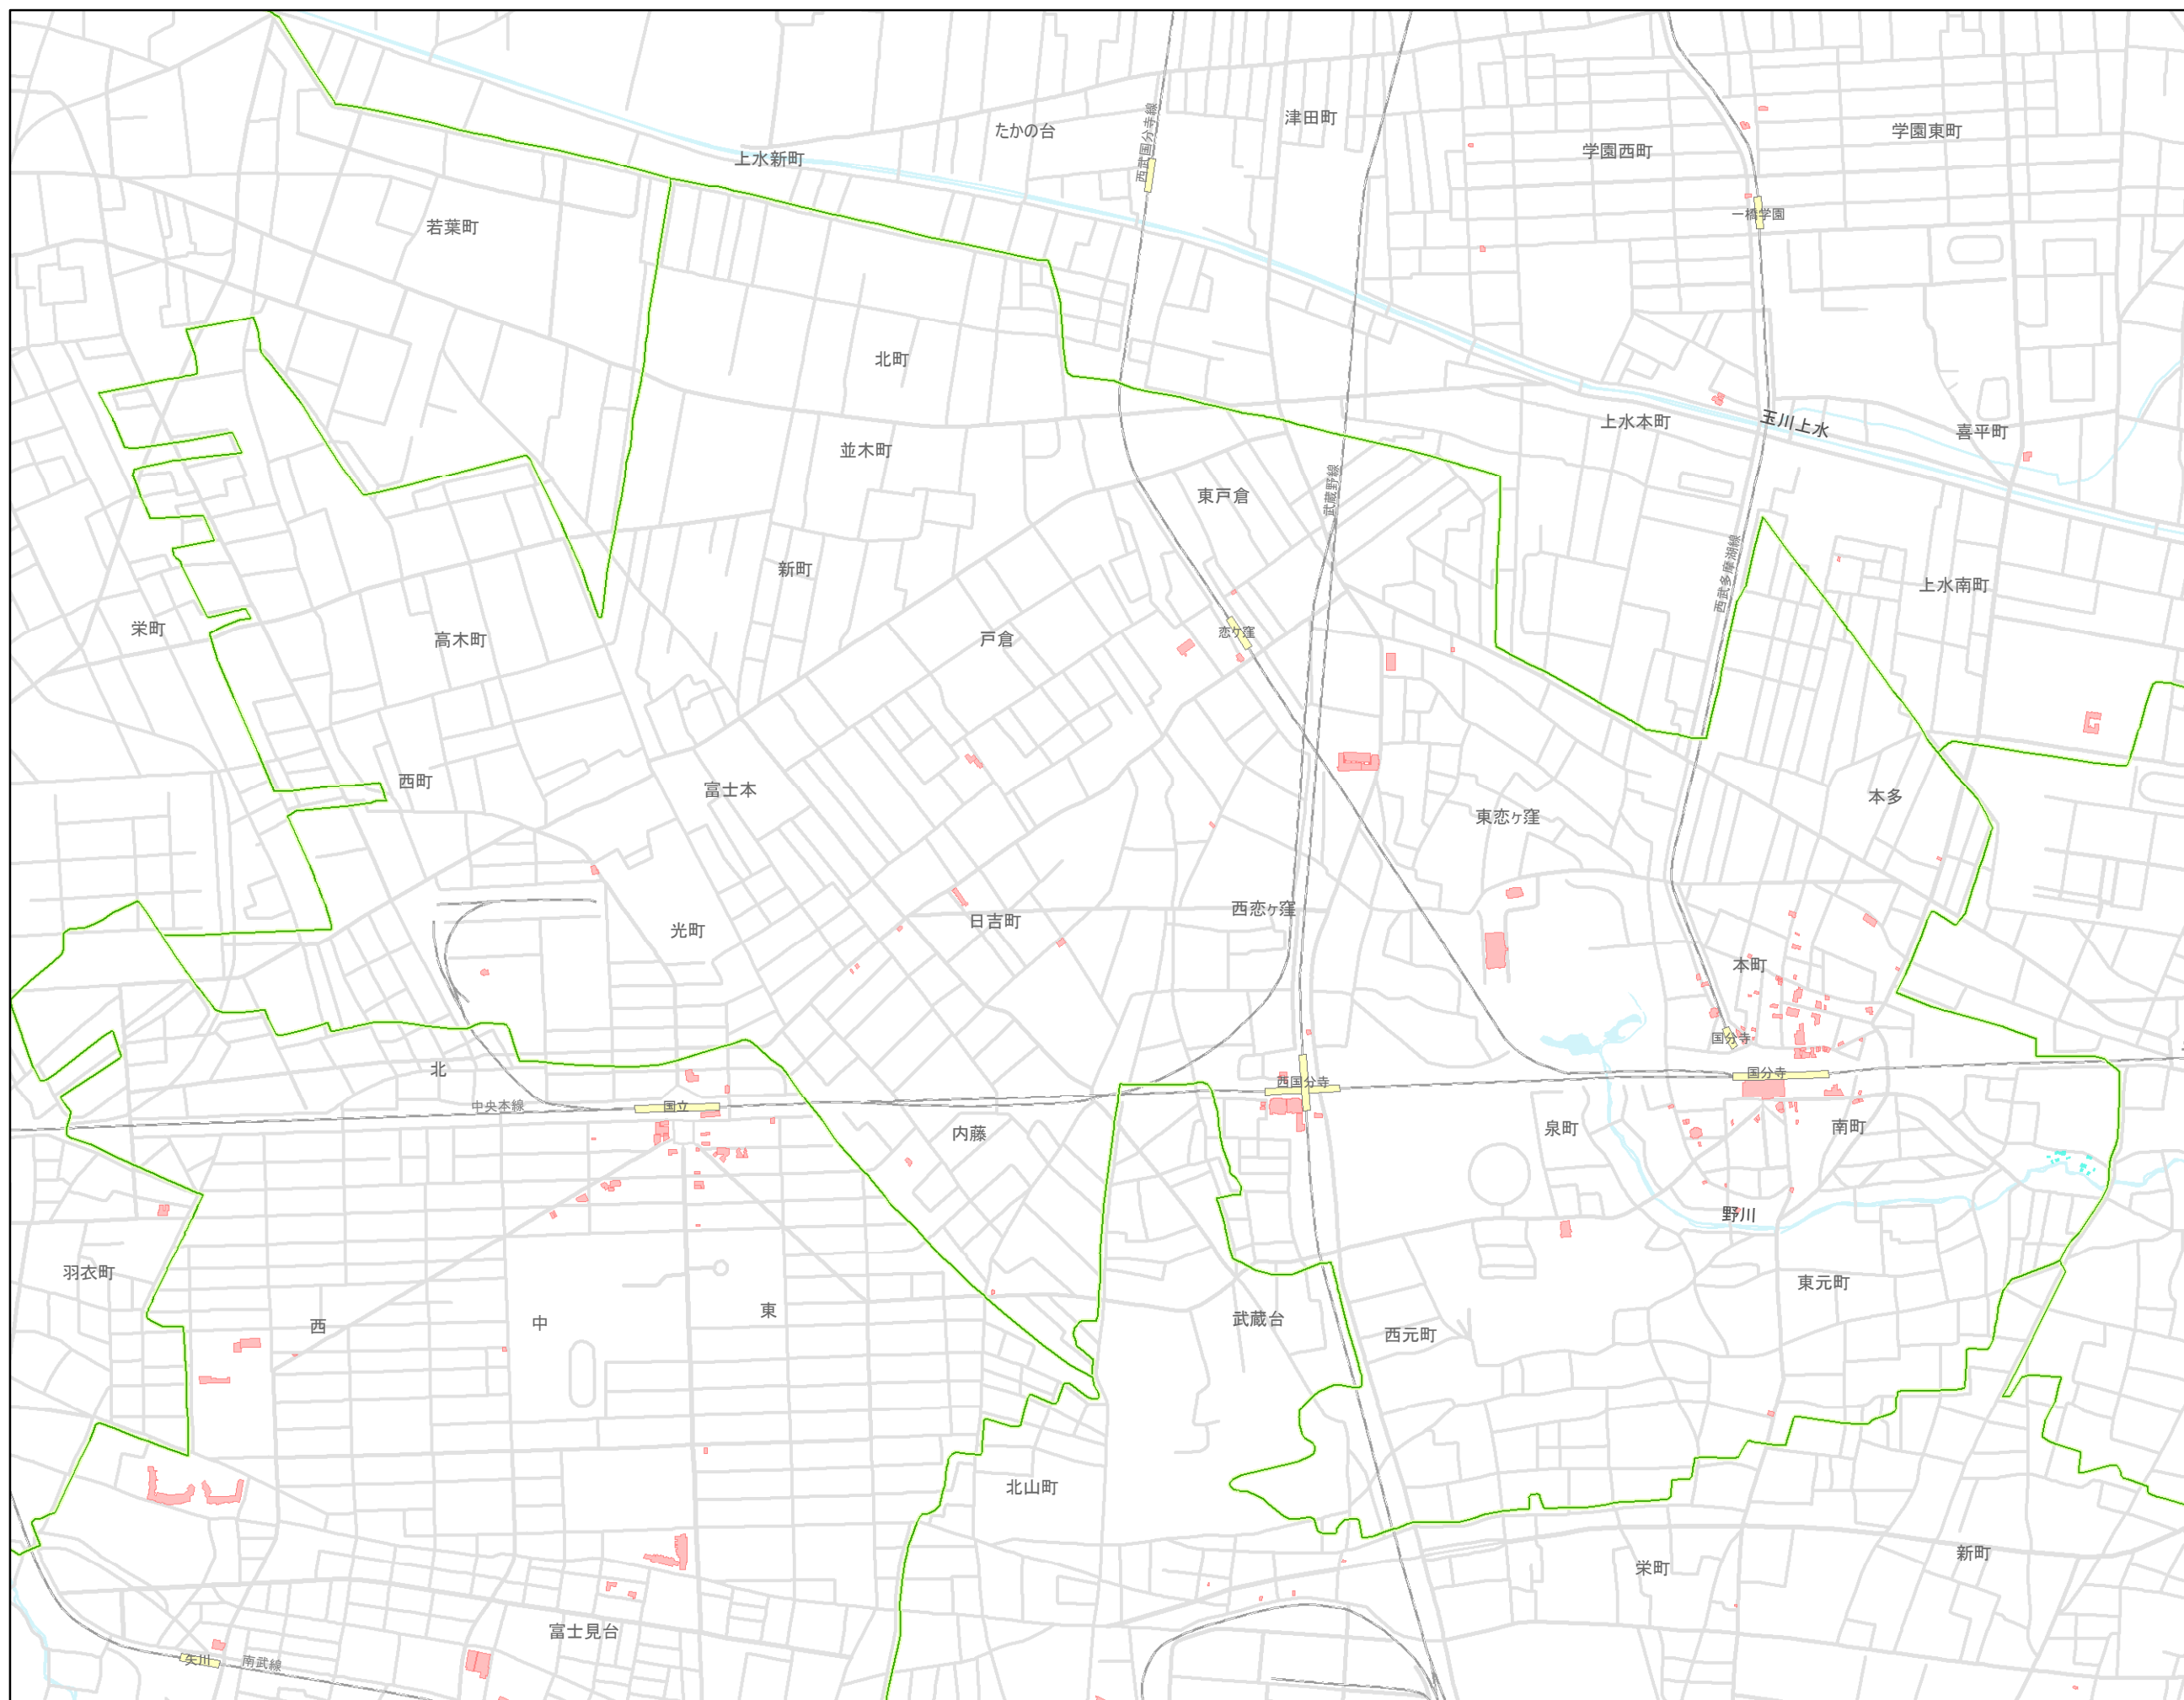 津田町
たかの台
学園東町
西武国分寺線
学園西町
上水新町
一橋学園
若葉町
北町
上水本町
玉川上水
喜平町
並木町
東戸倉
武蔵野線
新町
西武多摩湖線
上水南町
栄町
高木町
戸倉
恋ケ窪
西町
富士本
本多
東恋ヶ窪
西恋ヶ窪
日吉町
光町
本町
国分寺
北
国分寺
西国分寺
中央本線
国立
内藤
泉町
南町
野川
羽衣町
東元町
東
武蔵台
中
西
西元町
北山町
新町
栄町
富士見台
矢川
南武線